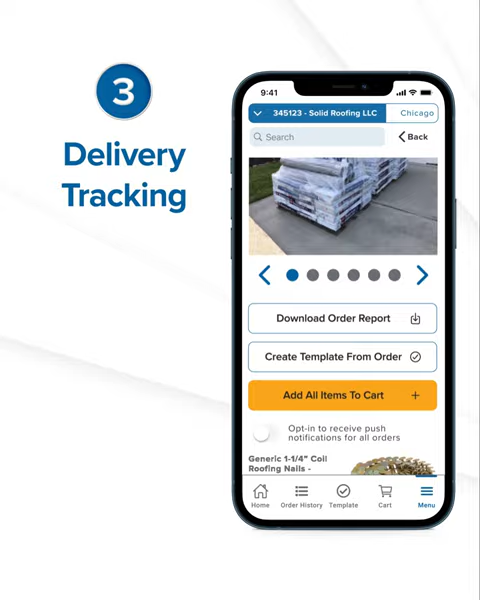 3
Delivery
Tracking
9:41
345123 - Solid Roofing LLC
Chicago
Search
Back
Download Order Report
Create Template From Order
Add All Items To Cart
Opt-in to receive push
notifications for all orders
Generic 1-1/4" Coil
Roofing Nails -
Home
Order History
Template
Cart
Menu